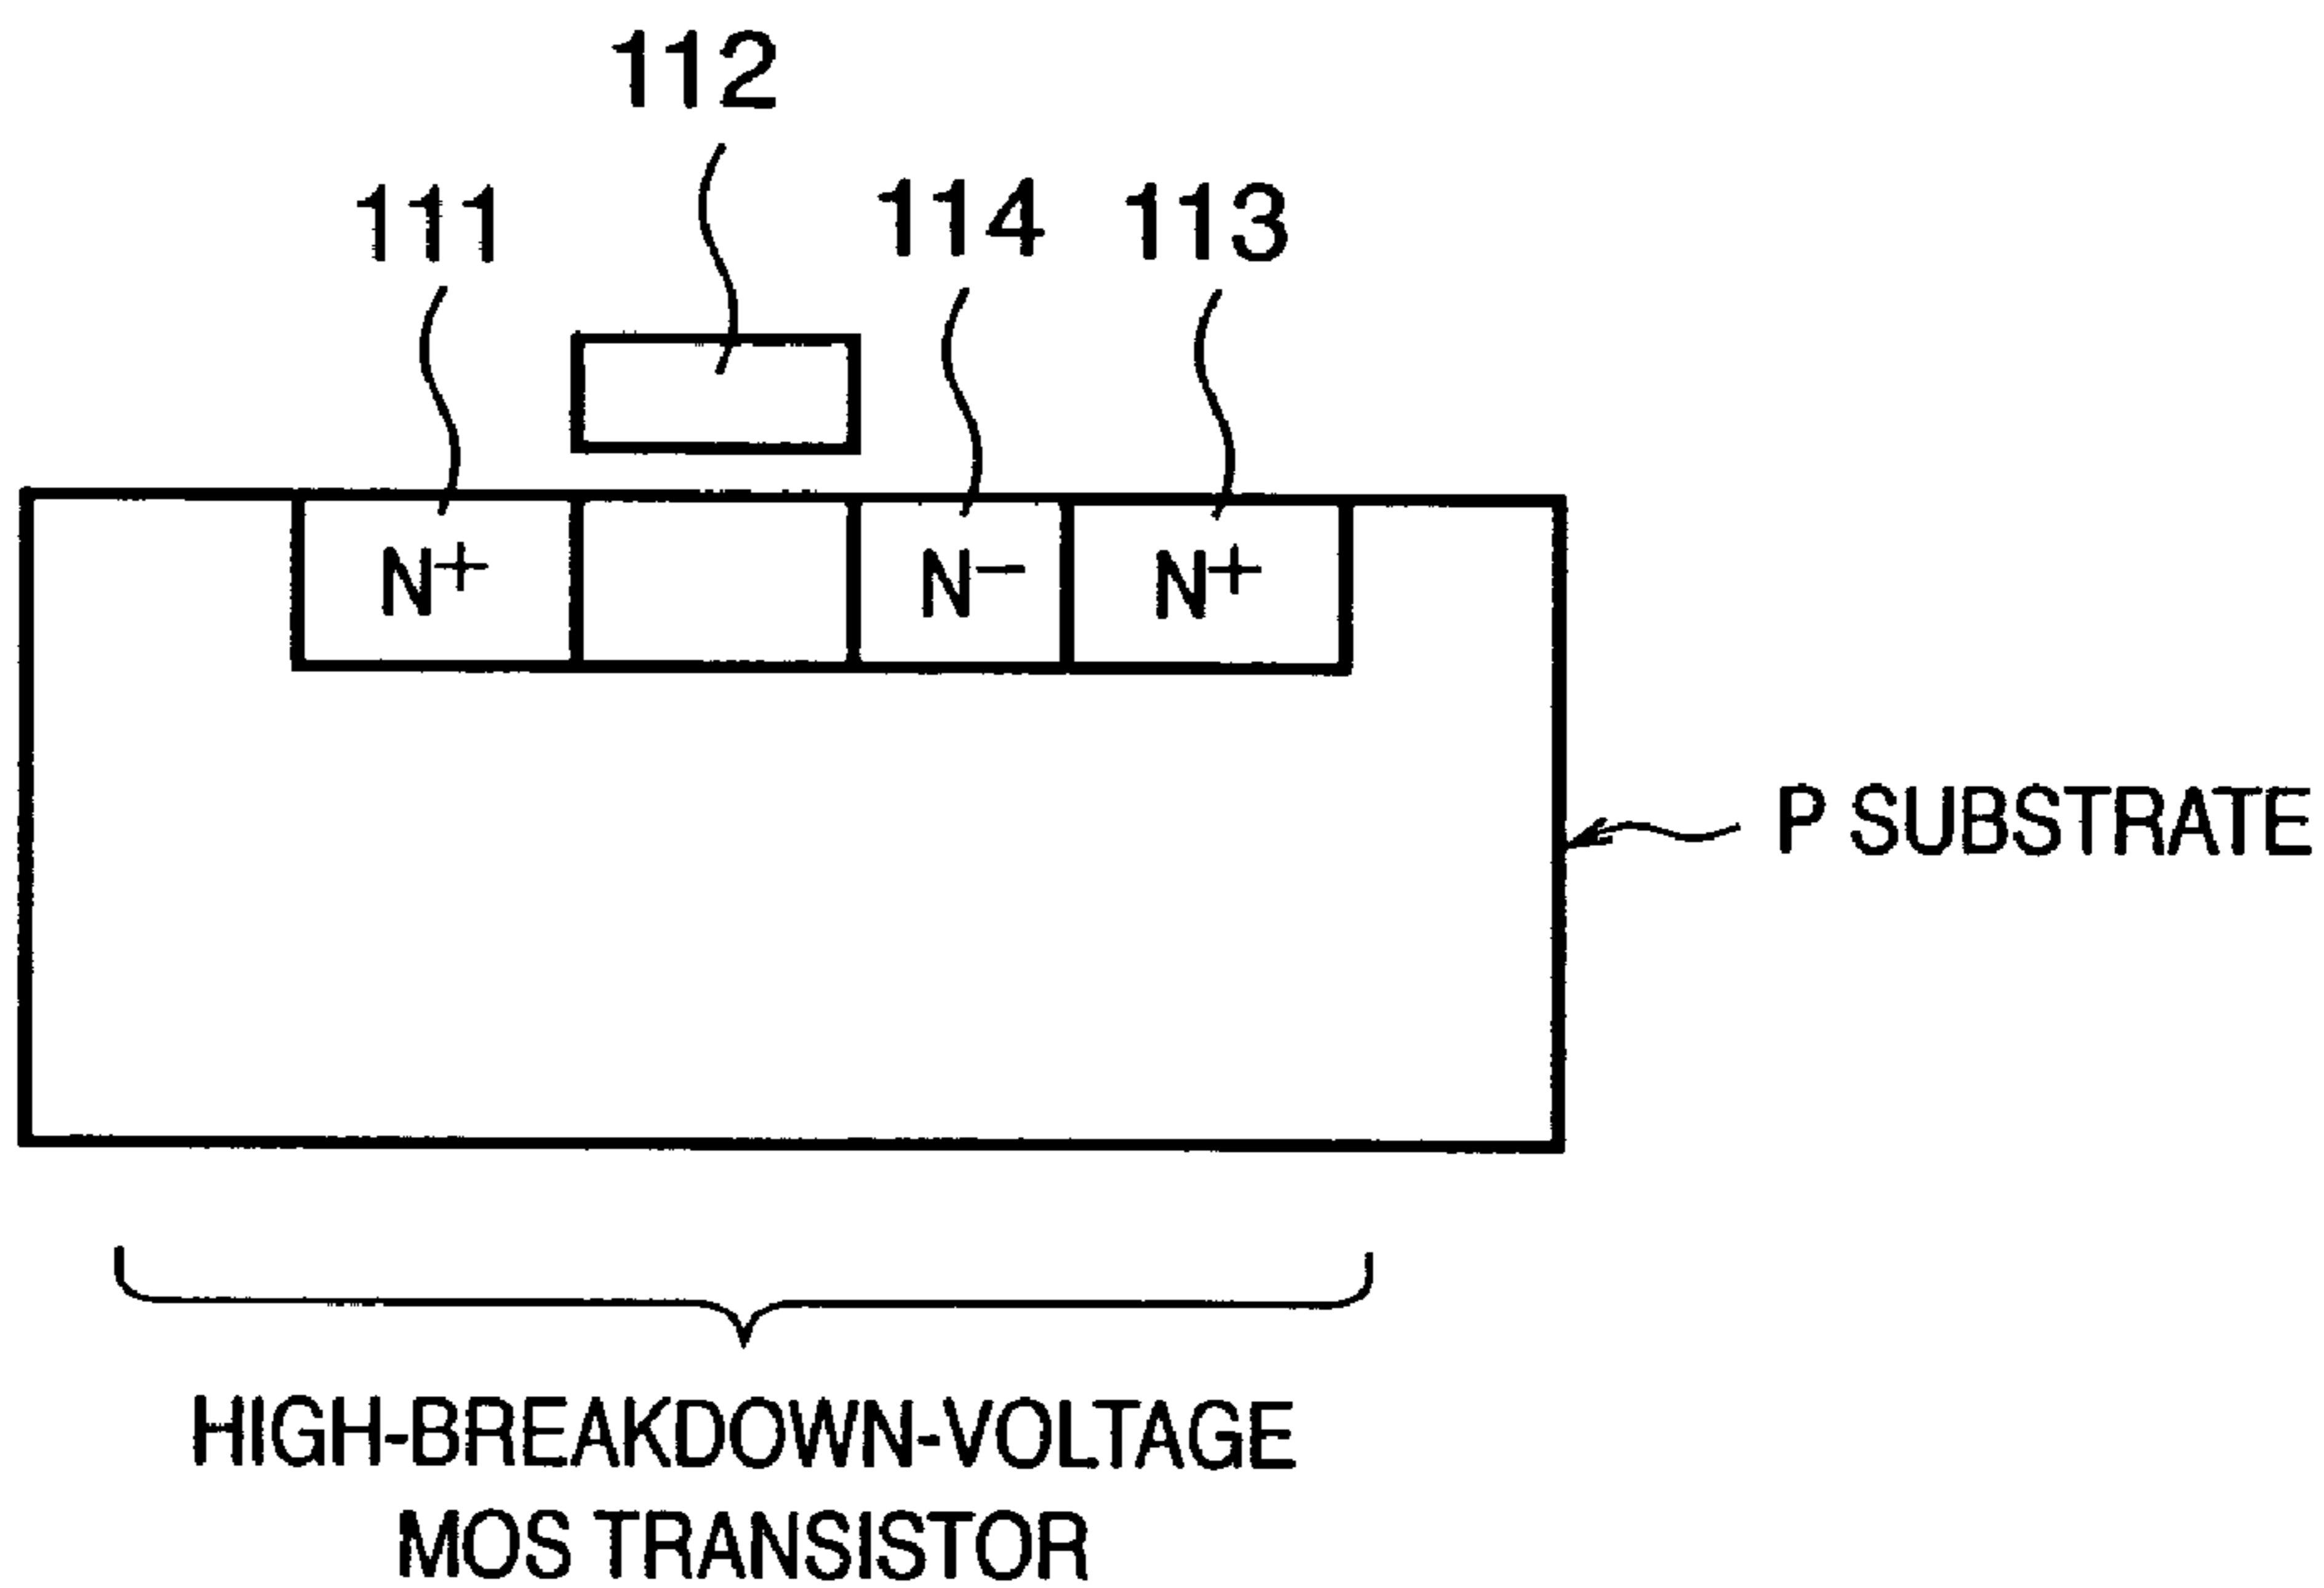 112
111
114
113
N+
N−
N+
P SUBSTRATE
HIGH-BREAKDOWN-VOLTAGE
MOS TRANSISTOR